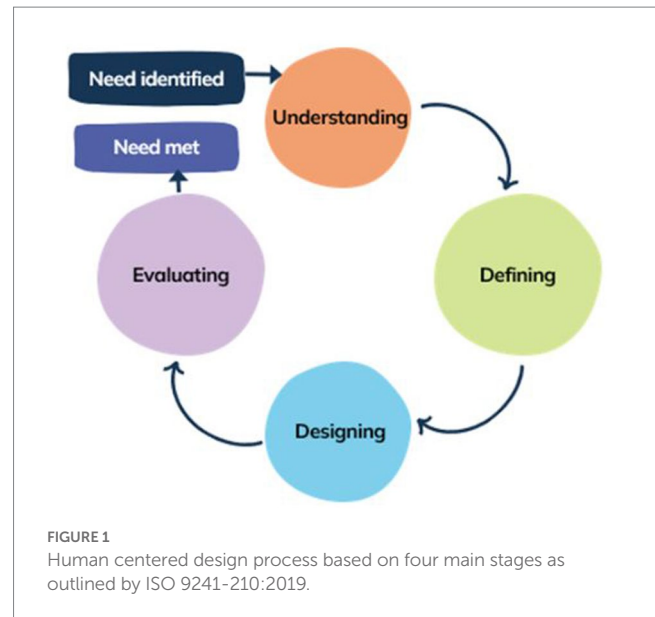 Need identified
Understanding
Need met
Evaluating
Defining
Designing
FIGURE 1
Human centered design process based on four main stages as
outlined by ISO 9241-210:2019.